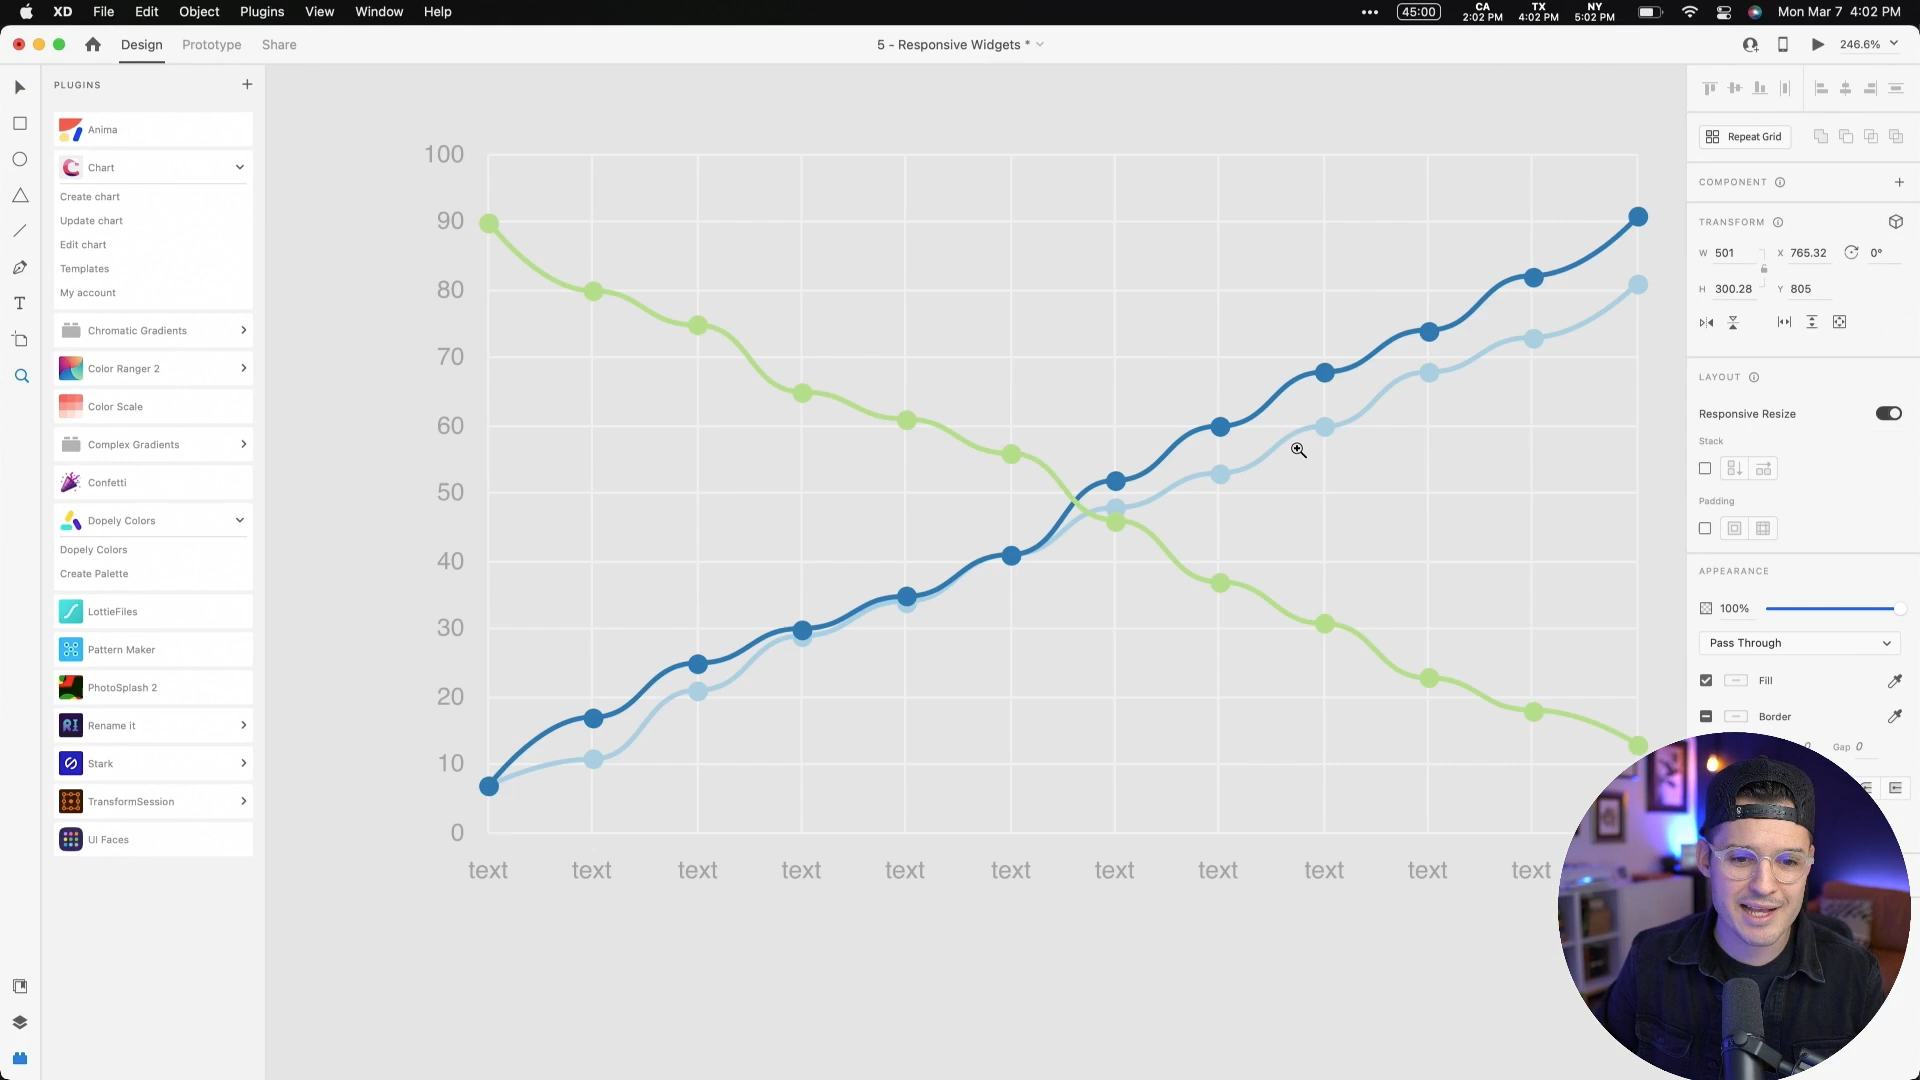 XD File Edit Object Plugins View Window Help
••• 45:00 CA 2:02 PM TX 4:02 PM NY 5:02 PM Mon Mar 7 4:02 PM
Design Prototype Share
5 - Responsive Widgets *
246.6%
PLUGINS
Anima
Chart
Create chart
Update chart
Edit chart
Templates
My account
Chromatic Gradients
Color Ranger 2
Color Scale
Complex Gradients
Confetti
Dopely Colors
Dopely Colors
Create Palette
LottieFiles
Pattern Maker
PhotoSplash 2
RI Rename it
Stark
TransformSession
UI Faces
100
90
80
70
60
50
40
30
20
10
0
text text text text text text text text text text text
Repeat Grid
COMPONENT
TRANSFORM
W 501 X 765.32 0°
H 300.28 Y 805
LAYOUT
Responsive Resize
Stack
Padding
APPEARANCE
100%
Pass Through
Fill
Border
0 Gap 0